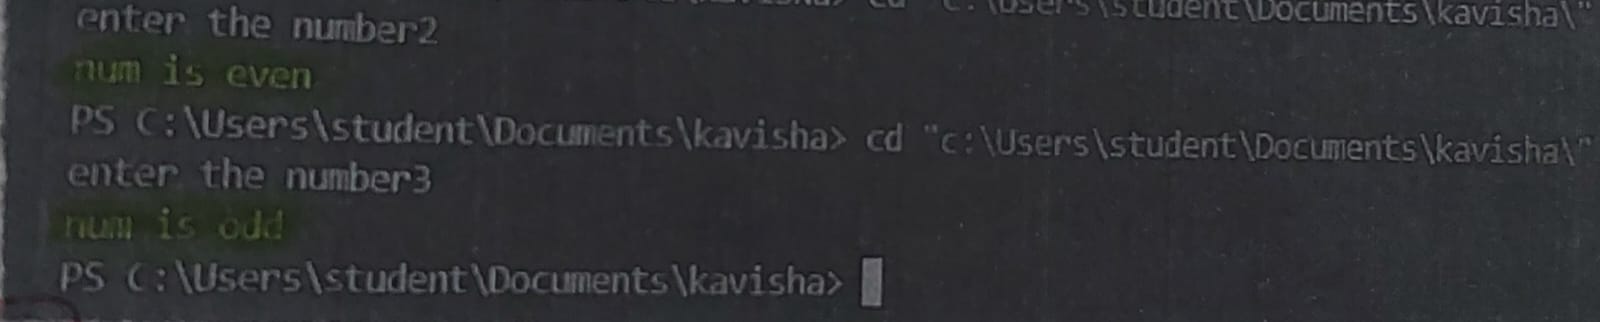 cd "c:\Users\student\Documents\kavisha\"
enter the number2
num is even
PS C:\Users\student\Documents\kavisha> cd "c:\Users\student\Documents\kavisha\"
enter the number3
num is odd
PS C:\Users\student\Documents\kavisha>